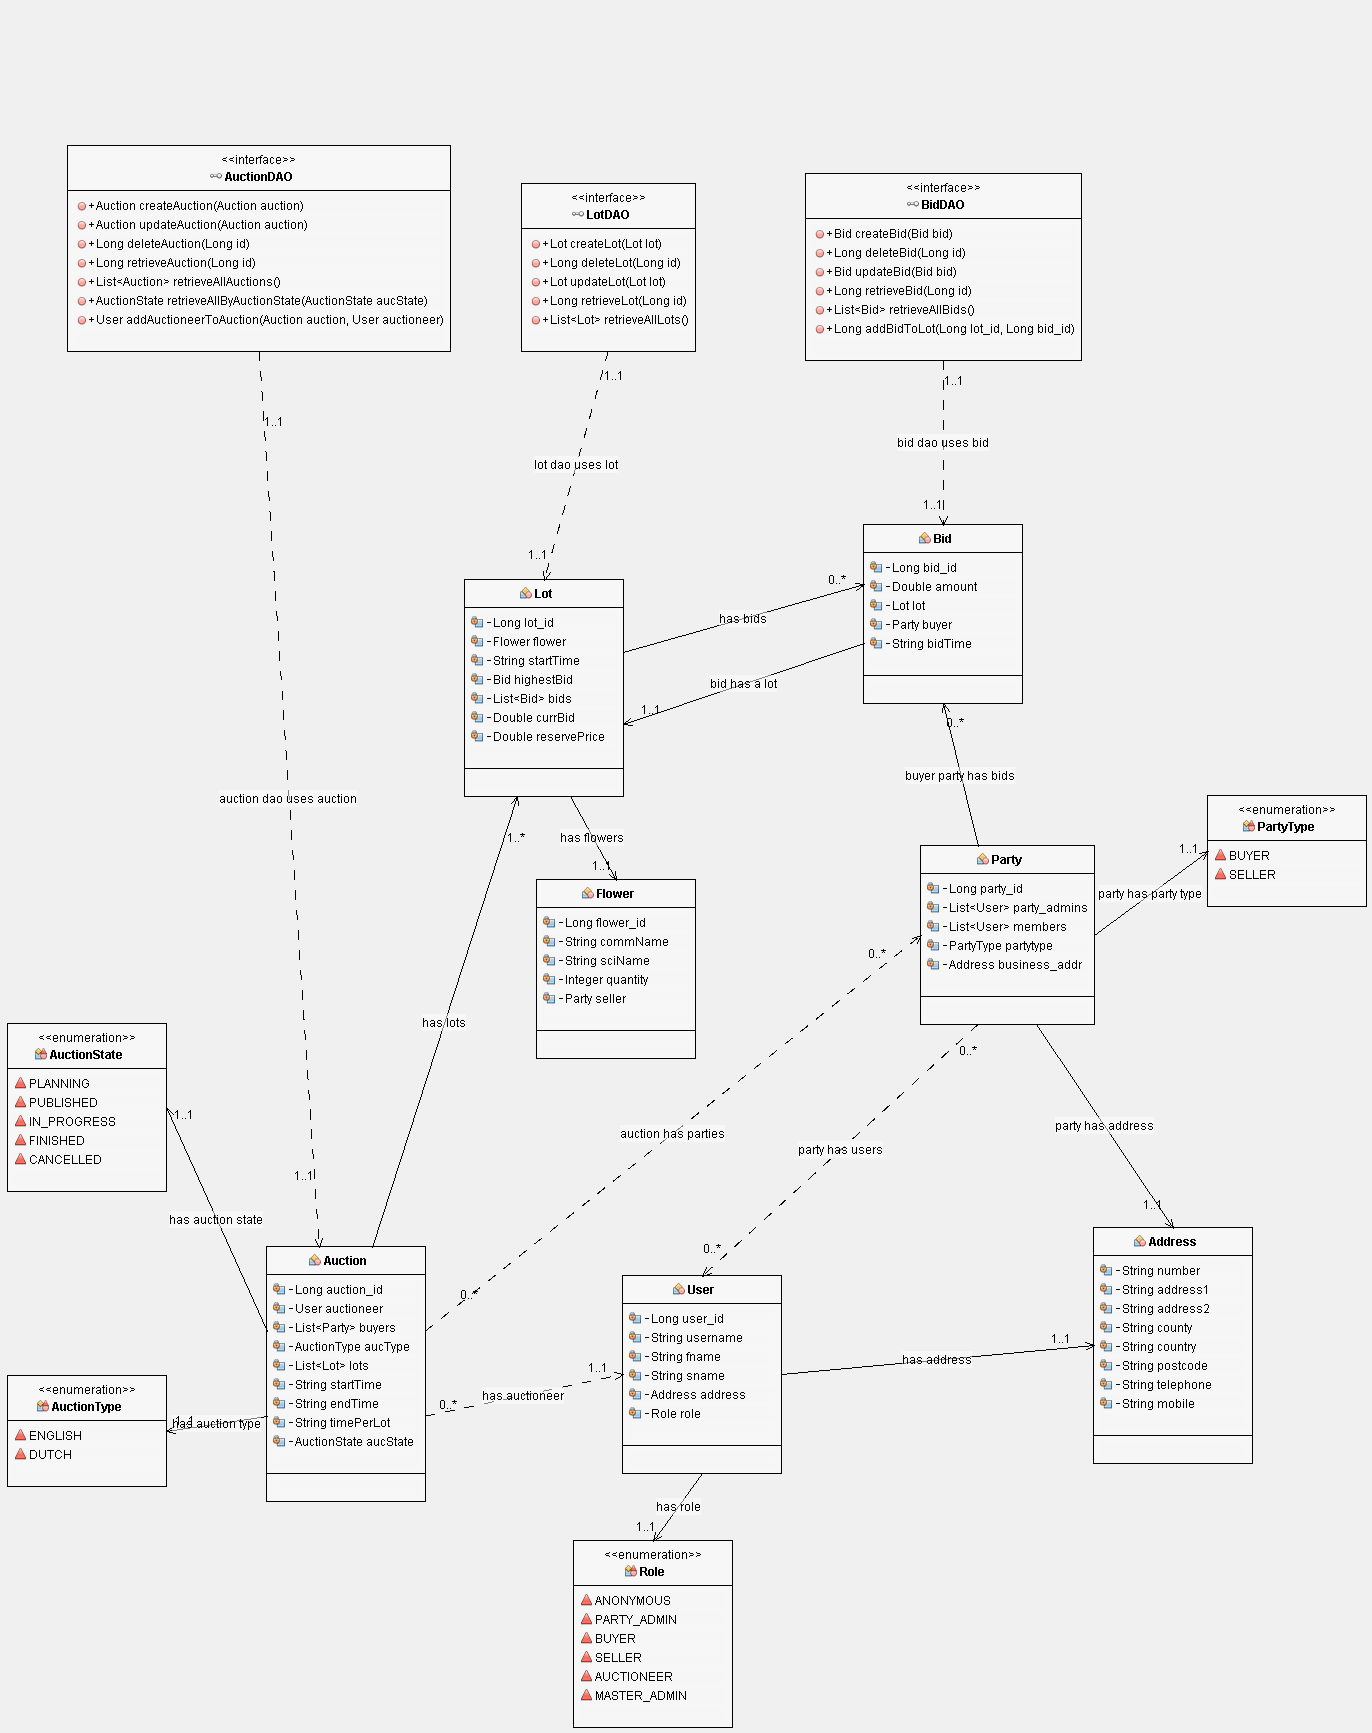 <<interface>>
AuctionDAO
+Auction createAuction(Auction auction)
+Auction updateAuction(Auction auction)
+Long deleteAuction(Long id)
+Long retrieveAuction(Long id)
+List<Auction> retrieveAllAuctions()
+AuctionState retrieveAllByAuctionState(AuctionState aucState)
+User addAuctioneerToAuction(Auction auction, User auctioneer)
<<interface>>
LotDAO
+Lot createLot(Lot lot)
+Long deleteLot(Long id)
+Lot updateLot(Lot lot)
+Long retrieveLot(Long id)
+List<Lot> retrieveAllLots()
<<interface>>
BidDAO
+Bid createBid(Bid bid)
+Long deleteBid(Long id)
+Bid updateBid(Bid bid)
+Long retrieveBid(Long id)
+List<Bid> retrieveAllBids()
+Long addBidToLot(Long lot_id, Long bid_id)
1..1
1..1
1..1
bid dao uses bid
lot dao uses lot
1..1
1..1
Bid
-Long bid_id
-Double amount
-Lot lot
-Party buyer
-String bidTime
Lot
-Long lot_id
-Flower flower
-String startTime
-Bid highestBid
-List<Bid> bids
-Double currBid
-Double reservePrice
0..*
has bids
bid has a lot
1..1
0..*
buyer party has bids
auction dao uses auction
1..*
has flowers
1..1
Flower
-Long flower_id
-String commName
-String sciName
-Integer quantity
-Party seller
Party
-Long party_id
-List<User> party_admins
-List<User> members
-PartyType partytype
-Address business_addr
<<enumeration>>
PartyType
BUYER
SELLER
1..1
party has party type
0..*
has lots
<<enumeration>>
AuctionState
PLANNING
PUBLISHED
IN_PROGRESS
FINISHED
CANCELLED
1..1
0..*
auction has parties
party has users
party has address
1..1
1..1
has auction state
0..*
Auction
-Long auction_id
-User auctioneer
-List<Party> buyers
-AuctionType aucType
-List<Lot> lots
-String startTime
-String endTime
-String timePerLot
-AuctionState aucState
0..*
User
-Long user_id
-String username
-String fname
-String sname
-Address address
-Role role
Address
-String number
-String address1
-String address2
-String county
-String country
-String postcode
-String telephone
-String mobile
1..1
has address
1..1
has auctioneer
0..*
<<enumeration>>
AuctionType
ENGLISH
DUTCH
1..1
has auction type
has role
1..1
<<enumeration>>
Role
ANONYMOUS
PARTY_ADMIN
BUYER
SELLER
AUCTIONEER
MASTER_ADMIN